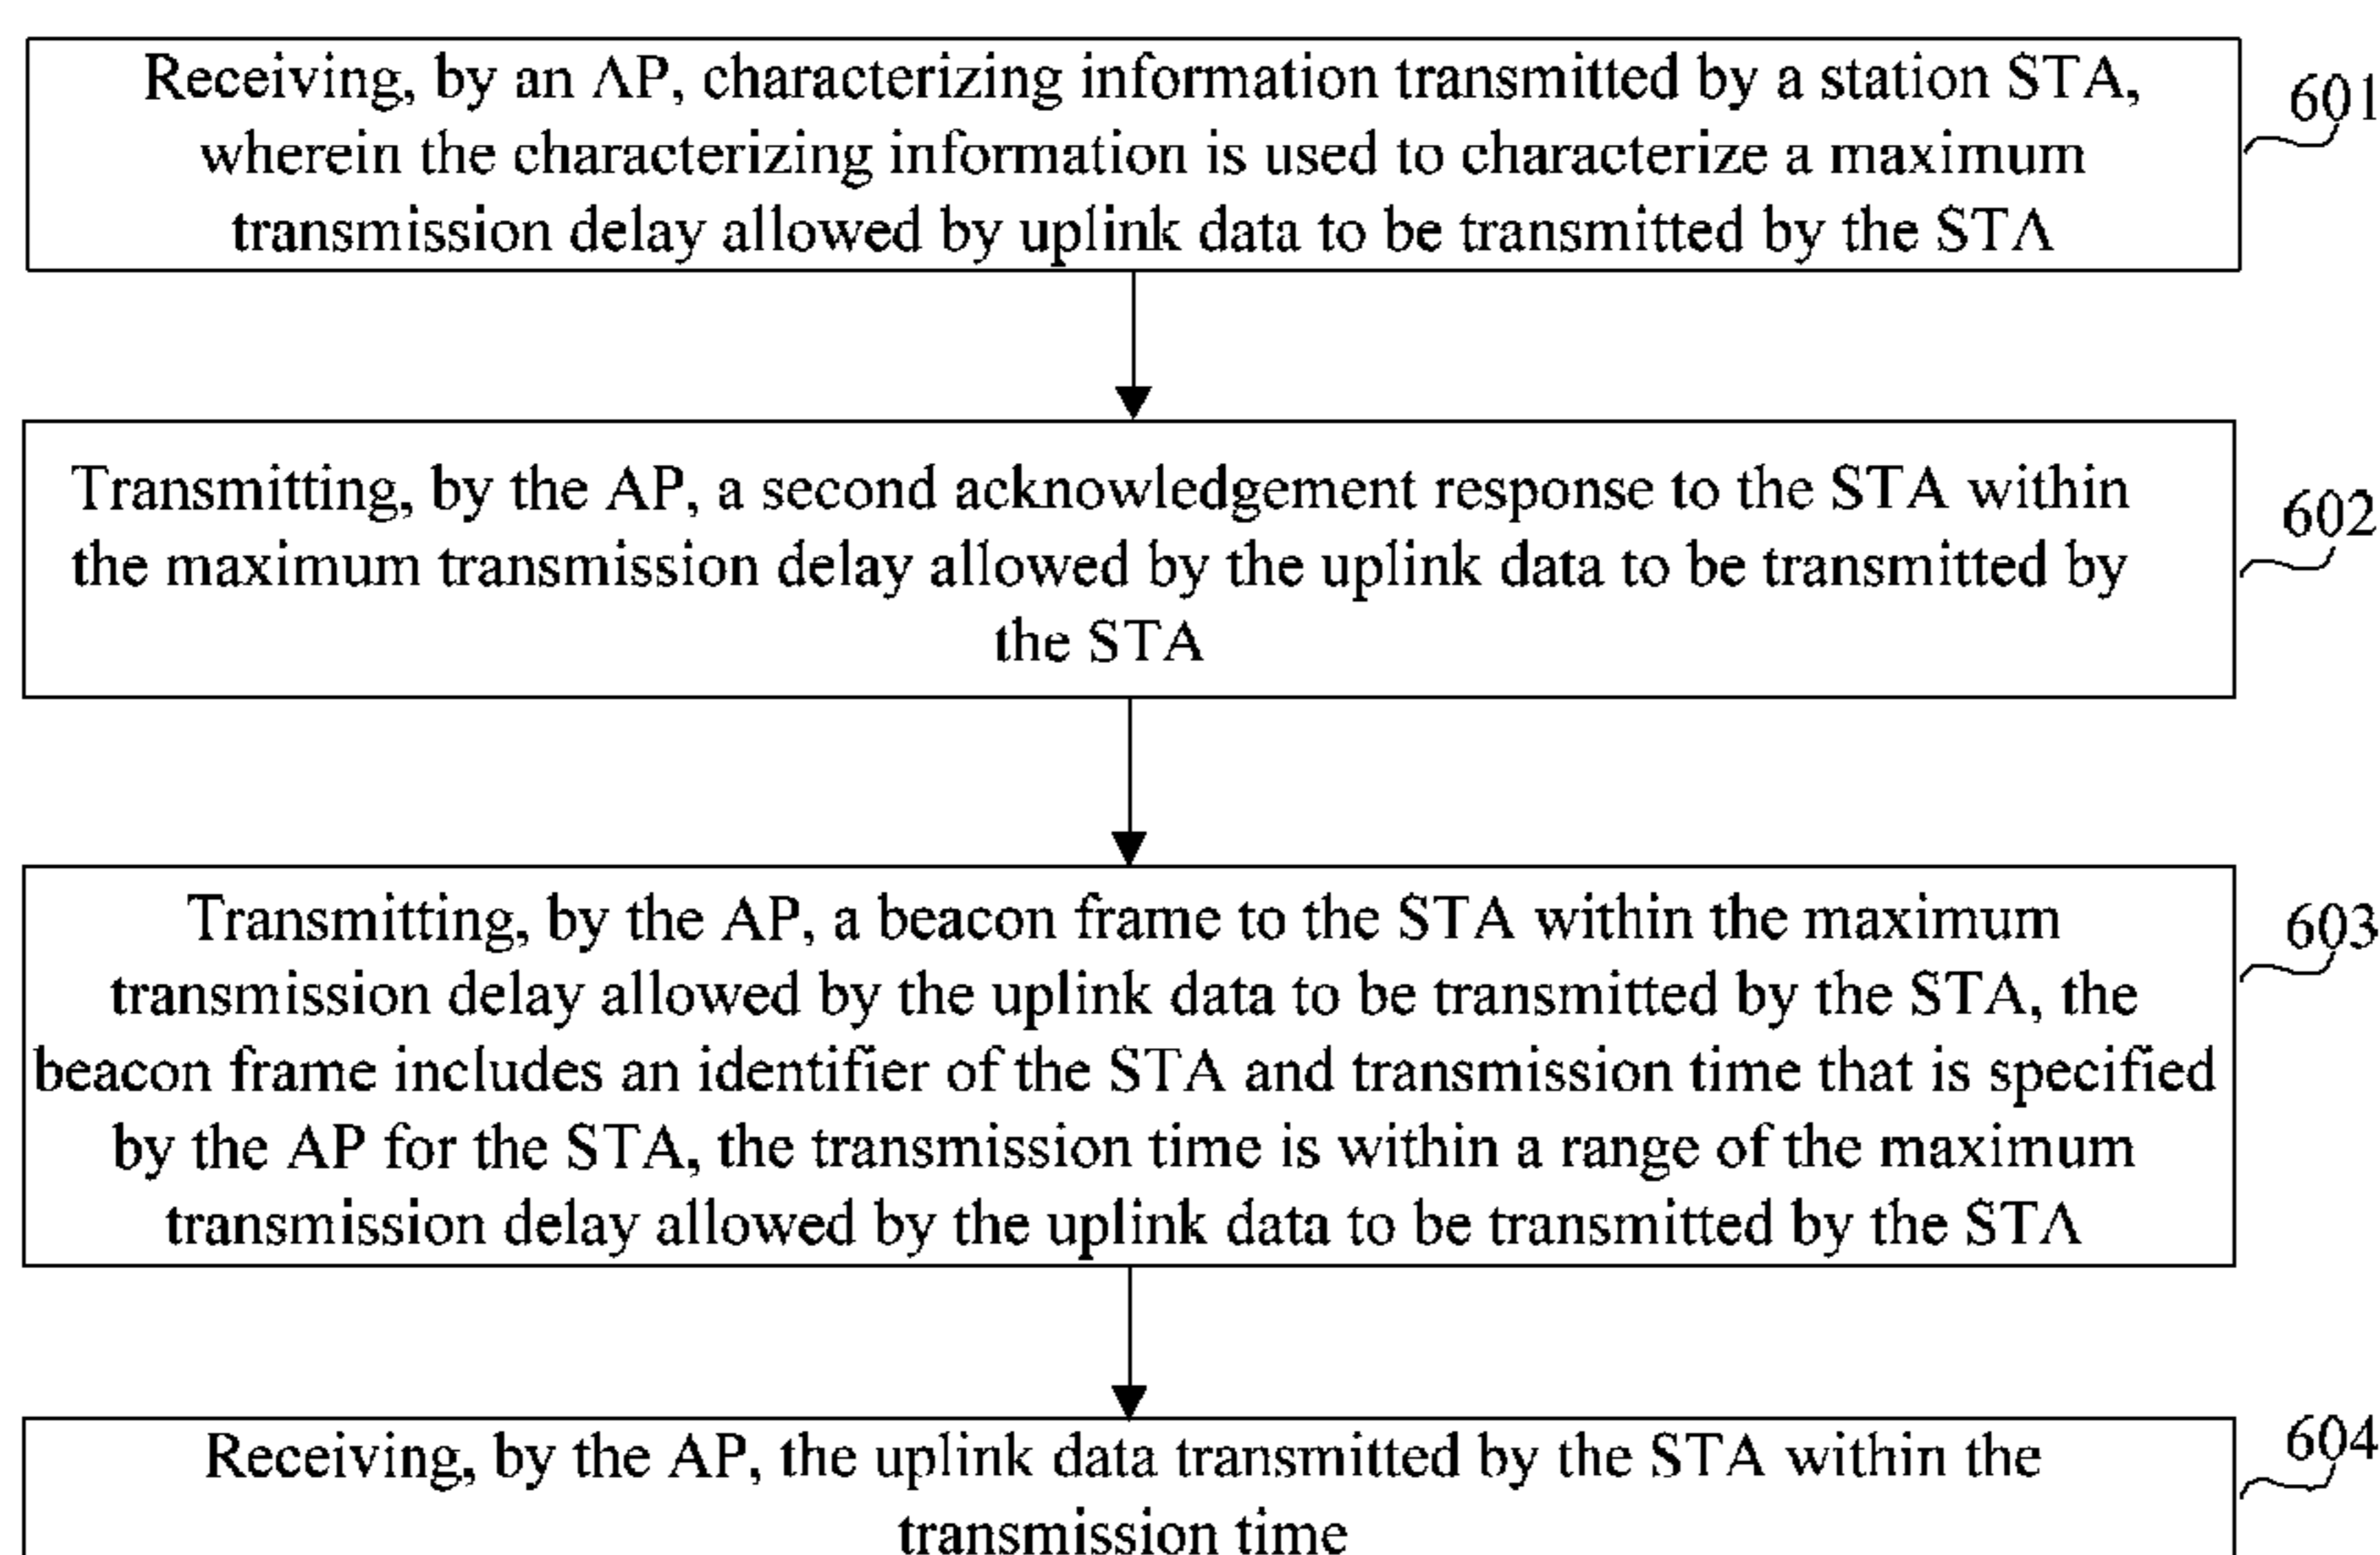 Receiving, by an AP, characterizing information transmitted by a station STA,
wherein the characterizing information is used to characterize a maximum
transmission delay allowed by uplink data to be transmitted by the STA
601
Transmitting, by the AP, a second acknowledgement response to the STA within
the maximum transmission delay allowed by the uplink data to be transmitted by
the STA
602
Transmitting, by the AP, a beacon frame to the STA within the maximum
transmission delay allowed by the uplink data to be transmitted by the STA, the
beacon frame includes an identifier of the STA and transmission time that is specified
by the AP for the STA, the transmission time is within a range of the maximum
transmission delay allowed by the uplink data to be transmitted by the STA
603
Receiving, by the AP, the uplink data transmitted by the STA within the
transmission time
604